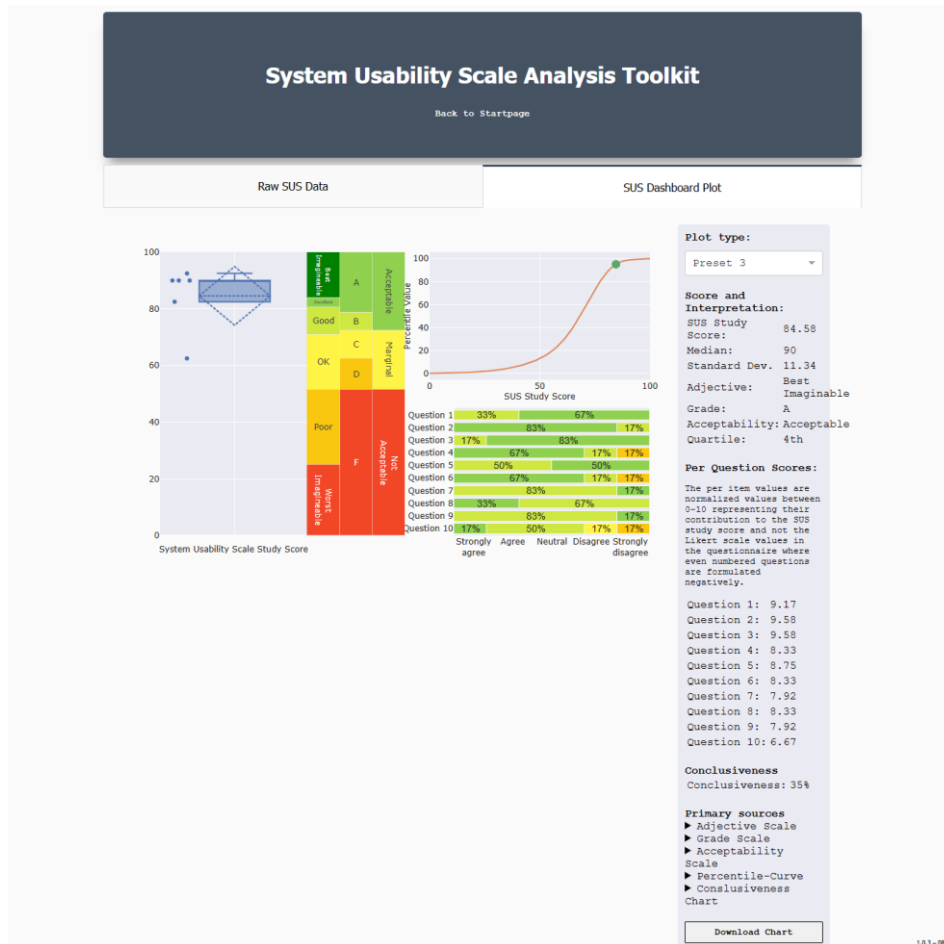 System Usability Scale Analysis Toolkit
Back to Startpage
Raw SUS Data
SUS Dashboard Plot
100
80
60
40
20
0
System Usability Scale Study Score
Best
Imagineable
Excellent
Good
OK
Poor
Worst
Imagineable
A
B
C
D
F
Acceptable
Marginal
Not
Acceptable
Percentile Value
100
80
60
40
20
0
0
50
100
SUS Study Score
Question 1 33% 67%
Question 2 83% 17%
Question 3 17% 83%
Question 4 67% 17% 17%
Question 5 50% 50%
Question 6 67% 17% 17%
Question 7 83% 17%
Question 8 33% 67%
Question 9 83% 17%
Question 10 17% 50% 17% 17%
Strongly agree
Agree
Neutral
Disagree
Strongly disagree
Plot type:
Preset 3
Score and
Interpretation:
SUS Study
Score: 84.58
Median: 90
Standard Dev. 11.34
Adjective: Best
Imaginable
Grade: A
Acceptability: Acceptable
Quartile: 4th
Per Question Scores:
The per item values are
normalized values between
0-10 representing their
contribution to the SUS
study score and not the
Likert scale values in
the questionnaire where
even numbered questions
are formulated
negatively.
Question 1: 9.17
Question 2: 9.58
Question 3: 9.58
Question 4: 8.33
Question 5: 8.75
Question 6: 8.33
Question 7: 7.92
Question 8: 8.33
Question 9: 7.92
Question 10: 6.67
Conclusiveness
Conclusiveness: 35%
Primary sources
Adjective Scale
Grade Scale
Acceptability
Scale
Percentile-Curve
Conslusiveness
Chart
Download Chart